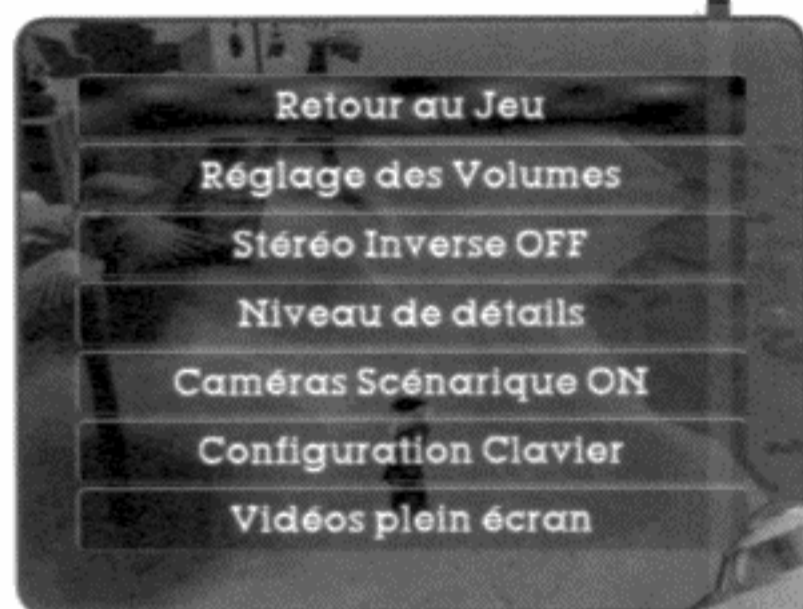 Retour au Jeu
Réglage des Volumes
Stéréo Inverse OFF
Niveau de détails
Caméras Scénarique ON
Configuration Clavier
Vidéos plein écran